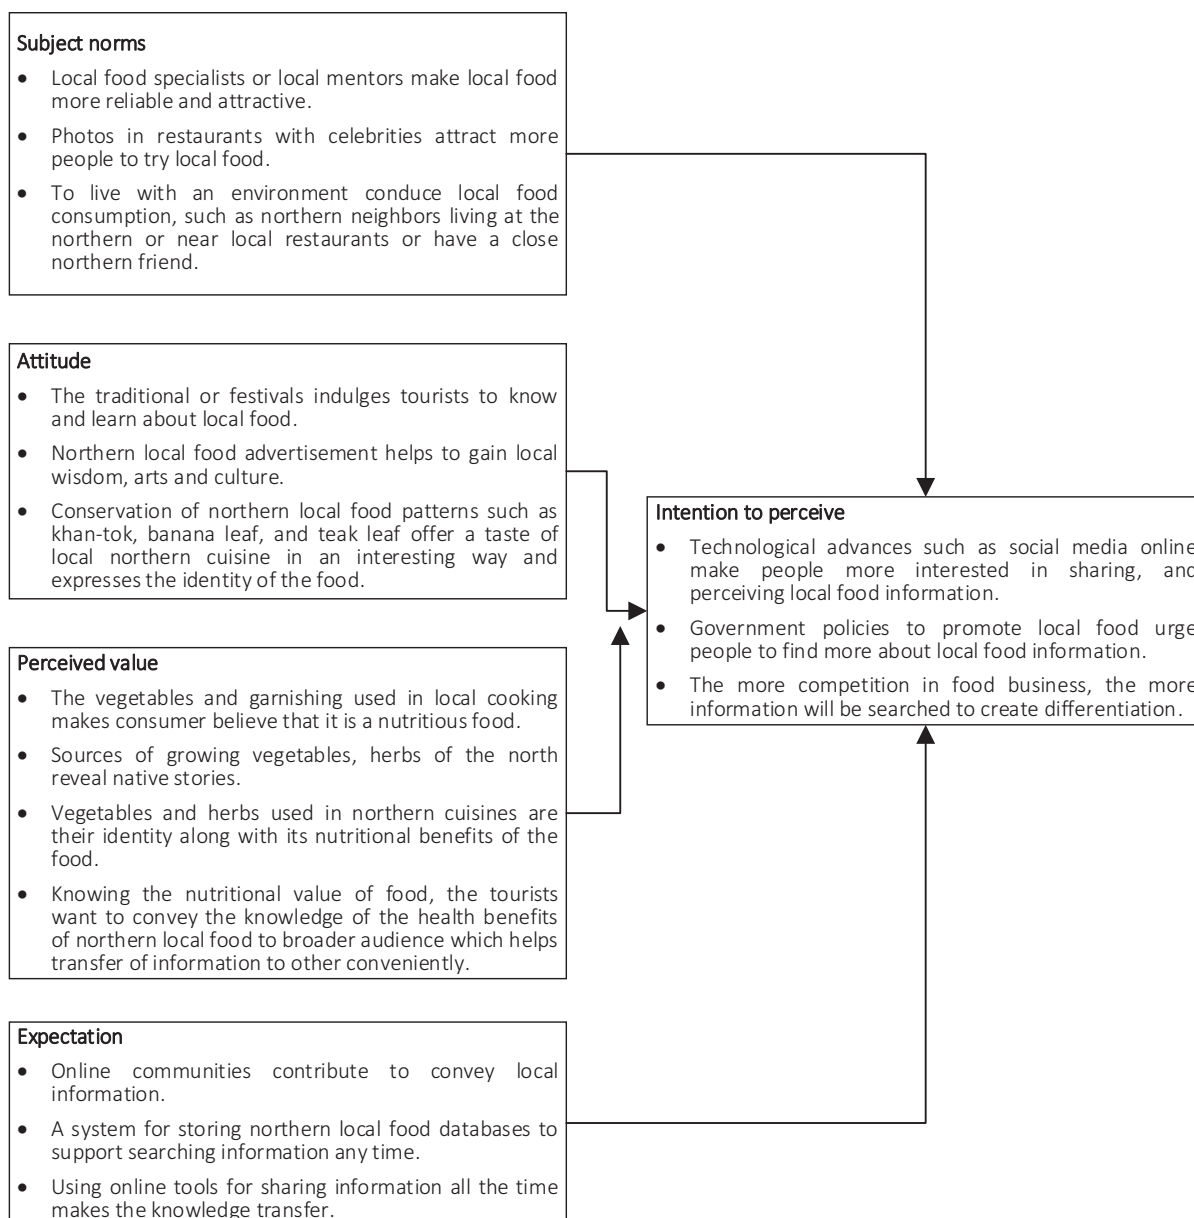 Subject norms
• Local food specialists or local mentors make local food
more reliable and attractive.
• Photos in restaurants with celebrities attract more
people to try local food.
• To live with an environment conduce local food
consumption, such as northern neighbors living at the
northern or near local restaurants or have a close
northern friend.
Attitude
• The traditional or festivals indulges tourists to know
and learn about local food.
• Northern local food advertisement helps to gain local
wisdom, arts and culture.
• Conservation of northern local food patterns such as
khan-tok, banana leaf, and teak leaf offer a taste of
local northern cuisine in an interesting way and
expresses the identity of the food.
Perceived value
• The vegetables and garnishing used in local cooking
makes consumer believe that it is a nutritious food.
• Sources of growing vegetables, herbs of the north
reveal native stories.
• Vegetables and herbs used in northern cuisines are
their identity along with its nutritional benefits of the
food.
• Knowing the nutritional value of food, the tourists
want to convey the knowledge of the health benefits
of northern local food to broader audience which helps
transfer of information to other conveniently.
Expectation
• Online communities contribute to convey local
information.
• A system for storing northern local food databases to
support searching information any time.
• Using online tools for sharing information all the time
makes the knowledge transfer.
Intention to perceive
• Technological advances such as social media online
make people more interested in sharing, and
perceiving local food information.
• Government policies to promote local food urge
people to find more about local food information.
• The more competition in food business, the more
information will be searched to create differentiation.